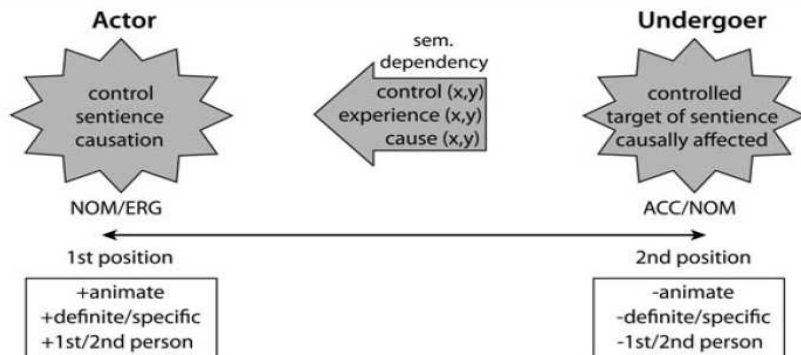 Actor
control
sentience
causation
NOM/ERG
sem.
dependency
control (x,y)
experience (x,y)
cause (x,y)
Undergoer
controlled
target of sentience
causally affected
ACC/NOM
1st position
2nd position
+animate
+definite/specific
+1st/2nd person
-animate
-definite/specific
-1st/2nd person